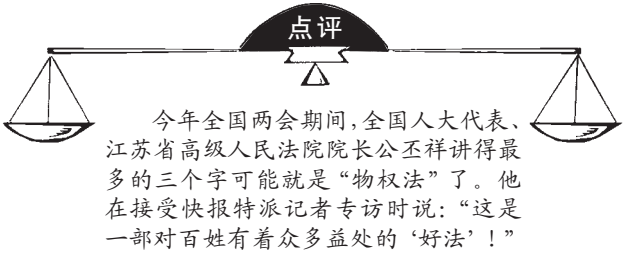 点评
今年全国两会期间，全国人大代表、
江苏省高级人民法院院长公丕祥讲得最
多的三个字可能就是“物权法”了。他
在接受快报特派记者专访时说：“这是
一部对百姓有着众多益处的‘好法’！”